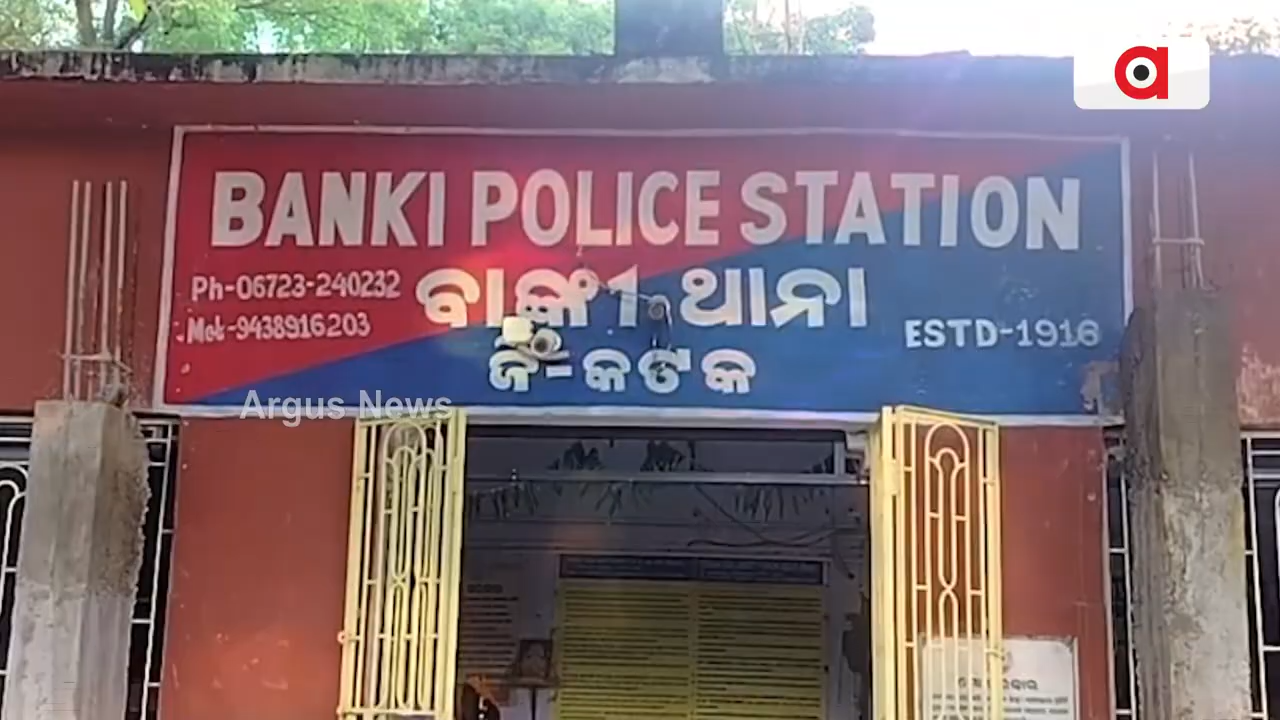 BANKI POLICE STATION
Ph-06723-240232
ବାଙ୍କୀ ଥାନା
Mob-9438916203
ESTD-1916
ଜି-କଟକ
Argus News